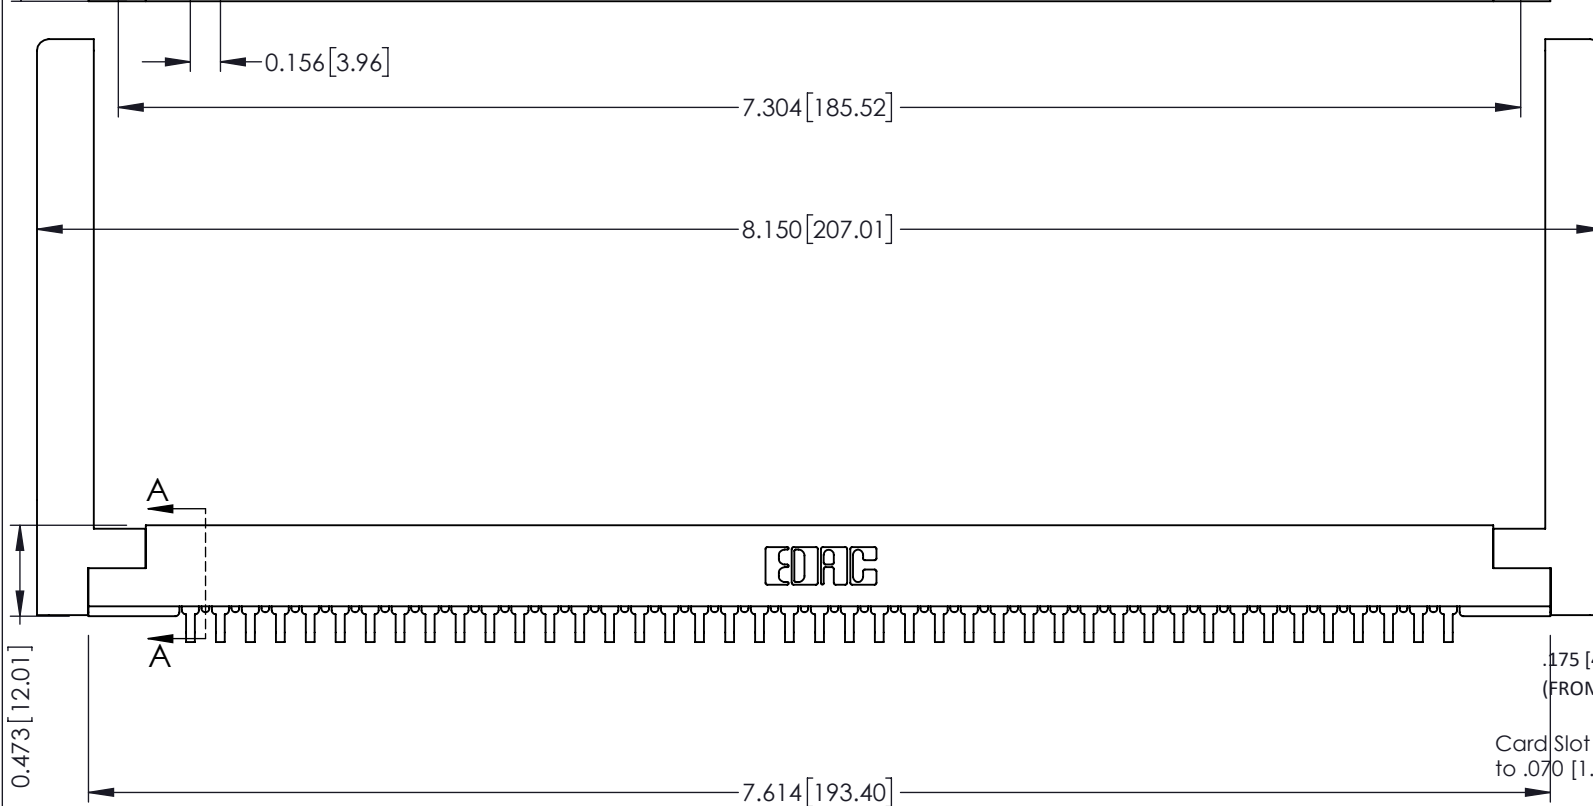 0.156[3.96]
7.304[185.52]
8.150[207.01]
A
EDAC
A
0.473[12.01]
.175 [
(FROM
Card Slot
to .070 [1.
7.614[193.40]